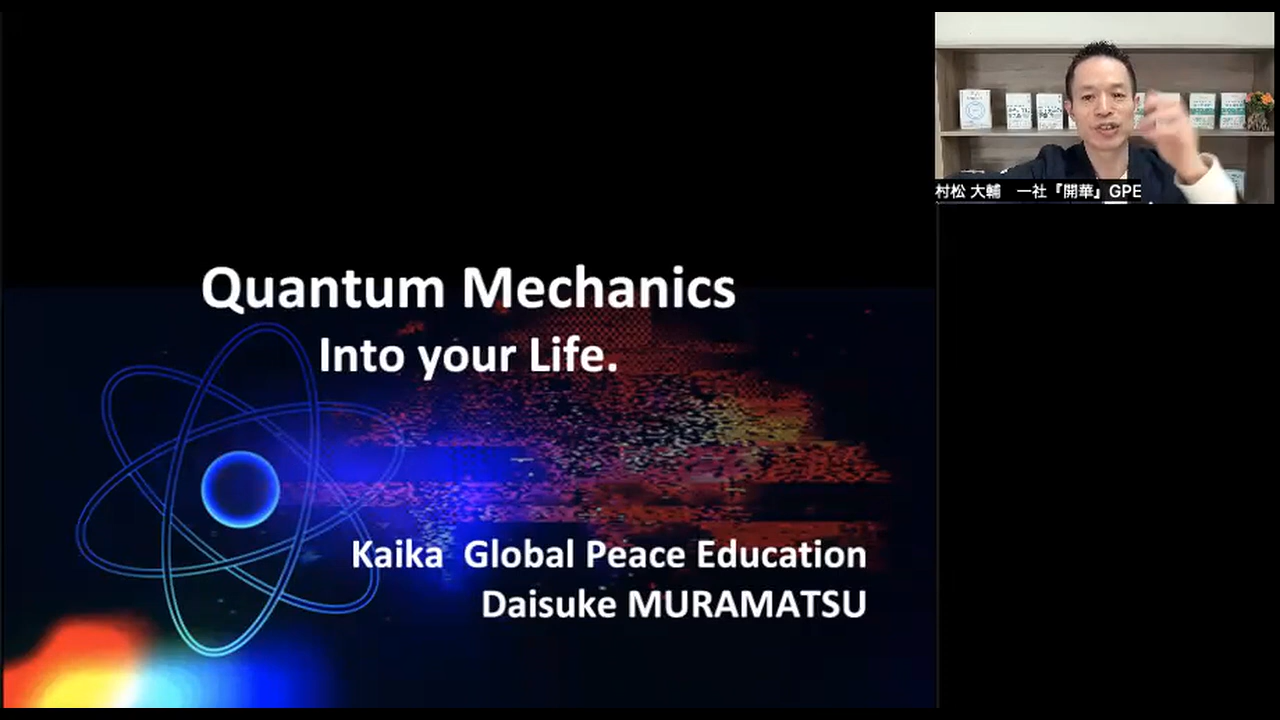 Quantum Mechanics
Into your Life.
Kaika Global Peace Education
Daisuke MURAMATSU
村松 大輔 一社『開華』GPE